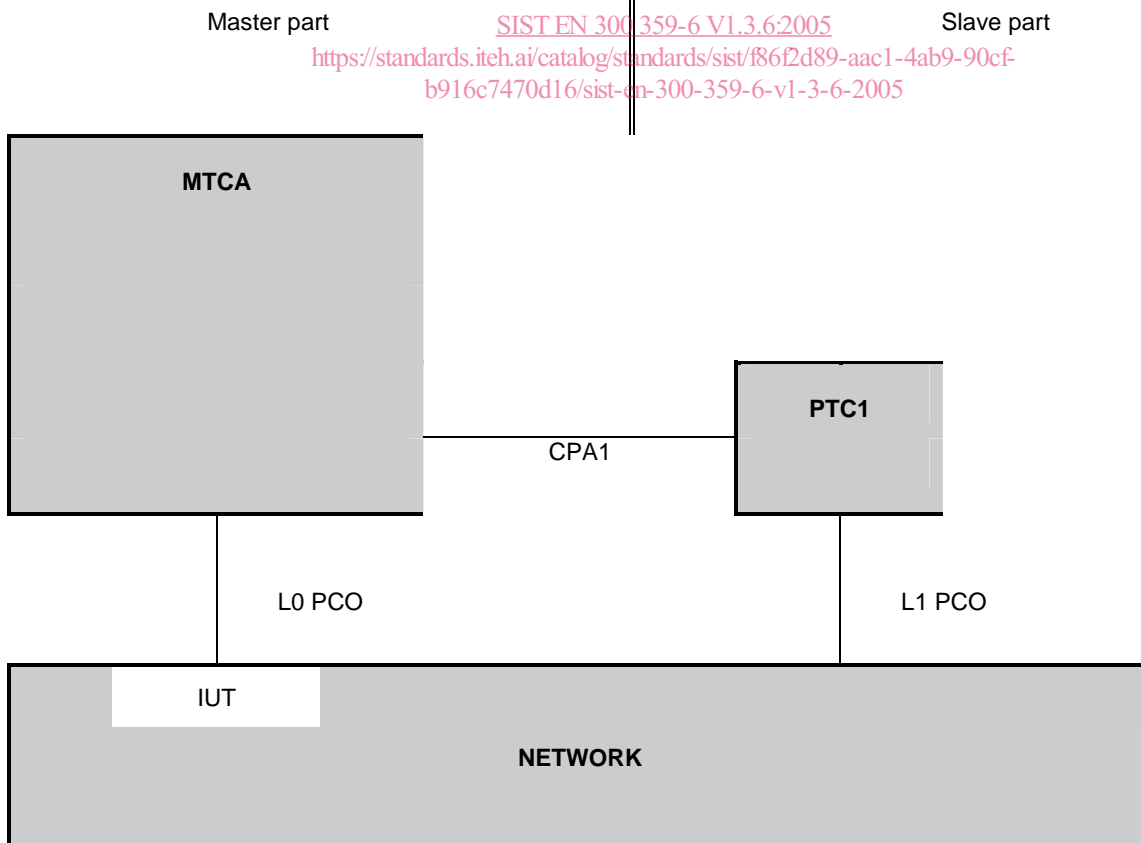 Master part
SIST EN 300 359-6 V1.3.6:2005
Slave part
https://standards.iteh.ai/catalog/standards/sist/f86f2d89-aac1-4ab9-90cf-
b916c7470d16/sist-en-300-359-6-v1-3-6-2005
MTCA
PTC1
CPA1
L0 PCO
L1 PCO
IUT
NETWORK